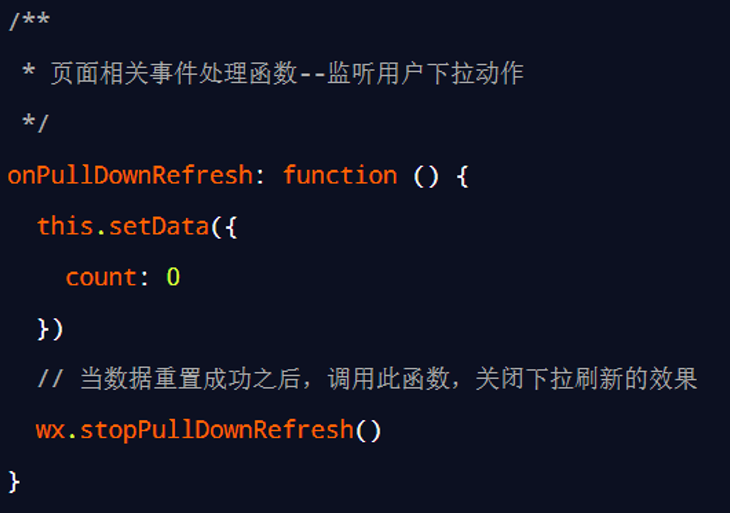 /**
 * 页面相关事件处理函数--监听用户下拉动作
 */
onPullDownRefresh: function () {
  this.setData({
    count: 0
  })
  // 当数据重置成功之后，调用此函数，关闭下拉刷新的效果
  wx.stopPullDownRefresh()
}